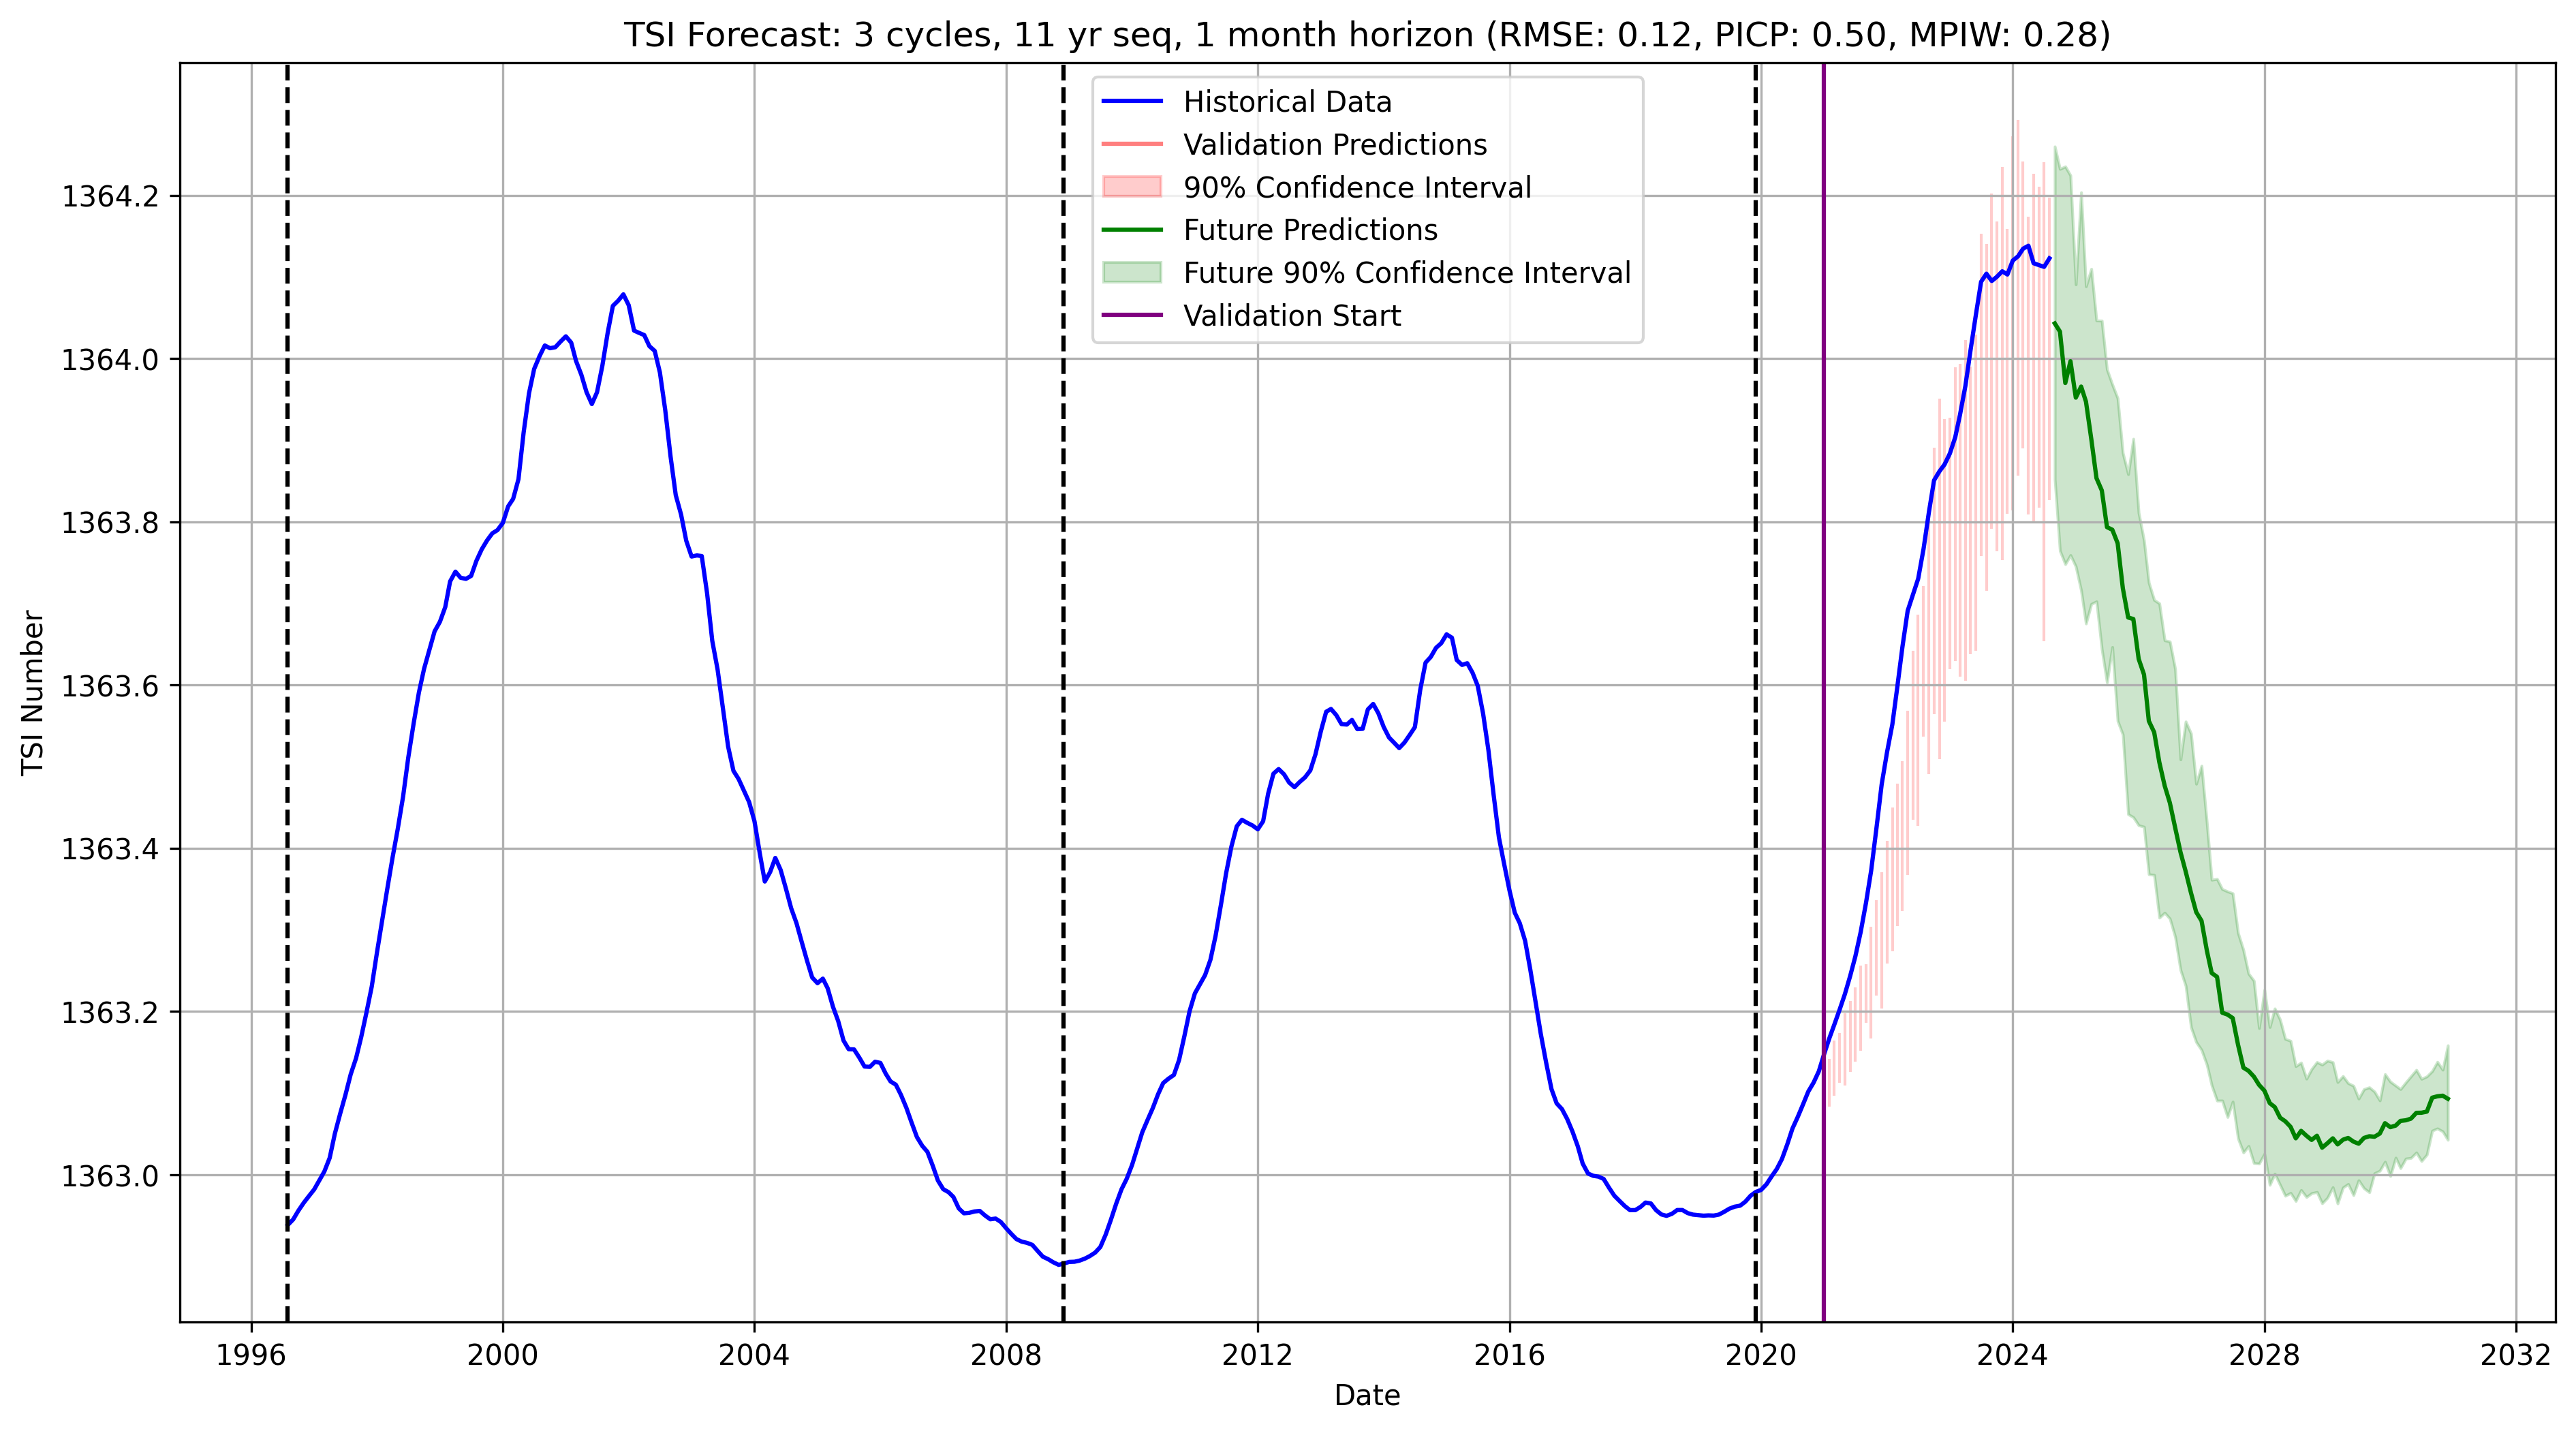 TSI Forecast: 3 cycles, 11 yr seq, 1 month horizon (RMSE: 0.12, PICP: 0.50, MPIW: 0.28)
Historical Data
Validation Predictions
90% Confidence Interval
Future Predictions
Future 90% Confidence Interval
Validation Start
TSI Number
1364.2
1364.0
1363.8
1363.6
1363.4
1363.2
1363.0
1996
2000
2004
2008
2012
2016
2020
2024
2028
2032
Date